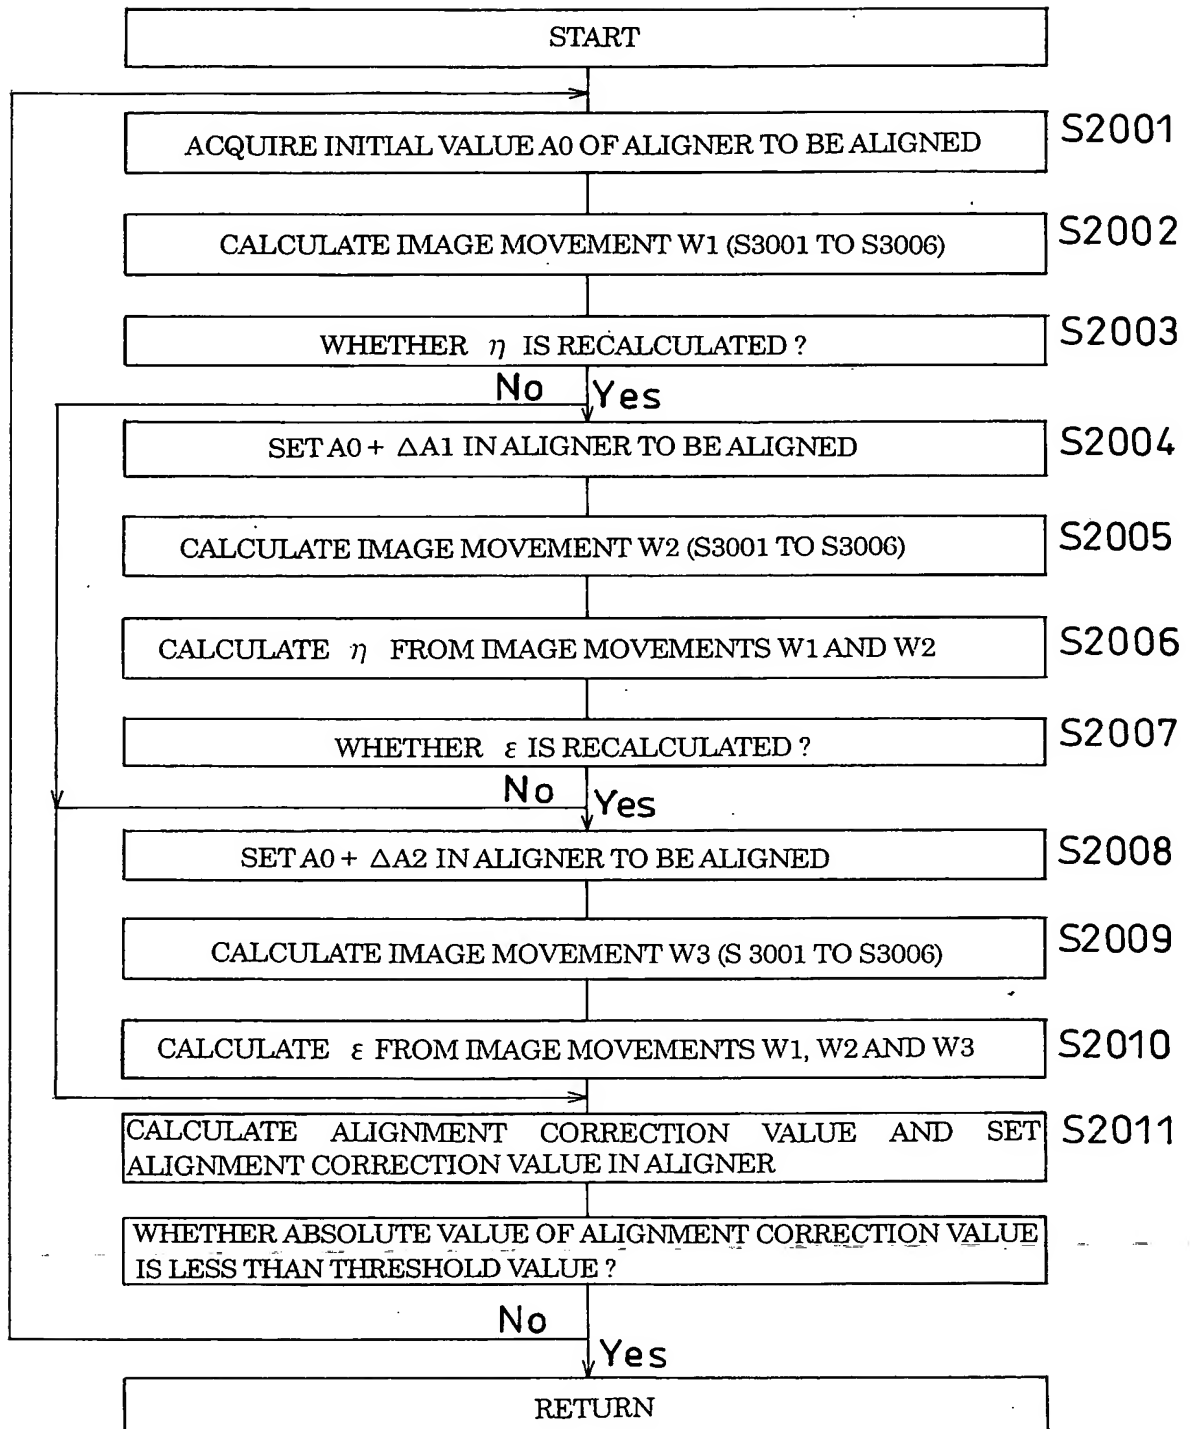 START
ACQUIRE INITIAL VALUE A0 OF ALIGNER TO BE ALIGNED
S2001
CALCULATE IMAGE MOVEMENT W1 (S3001 TO S3006)
S2002
WHETHER η IS RECALCULATED ?
S2003
No Yes
SET A0 + ΔA1 IN ALIGNER TO BE ALIGNED
S2004
CALCULATE IMAGE MOVEMENT W2 (S3001 TO S3006)
S2005
CALCULATE η FROM IMAGE MOVEMENTS W1 AND W2
S2006
WHETHER ε IS RECALCULATED ?
S2007
No Yes
SET A0 + ΔA2 IN ALIGNER TO BE ALIGNED
S2008
CALCULATE IMAGE MOVEMENT W3 (S 3001 TO S3006)
S2009
CALCULATE ε FROM IMAGE MOVEMENTS W1, W2 AND W3
S2010
CALCULATE ALIGNMENT CORRECTION VALUE AND SET
ALIGNMENT CORRECTION VALUE IN ALIGNER
S2011
WHETHER ABSOLUTE VALUE OF ALIGNMENT CORRECTION VALUE
IS LESS THAN THRESHOLD VALUE ?
No
Yes
RETURN